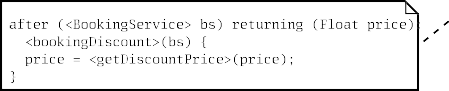 after (<BookingService> bs) returning (Float price):
<bookingDiscount>(bs) {
price = <getDiscountPrice>(price);
}